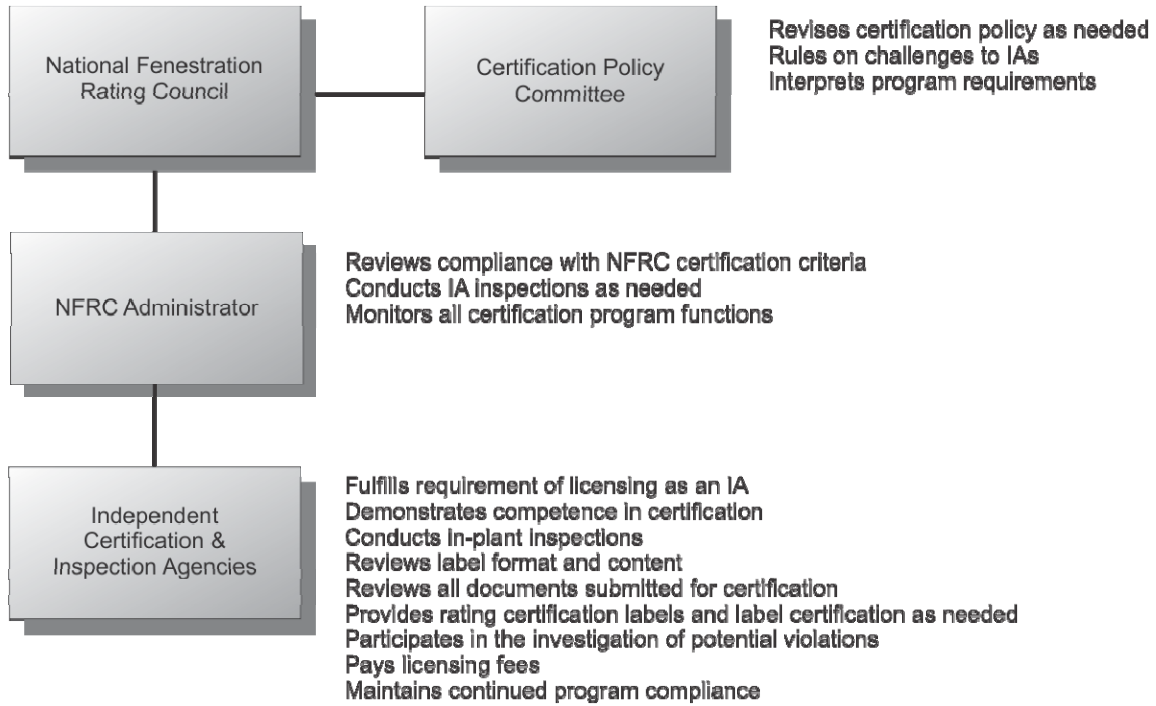 National Fenestration
Rating Council
Certification Policy
Committee
Revises certification policy as needed
Rules on challenges to IAs
Interprets program requirements
NFRC Administrator
Reviews compliance with NFRC certification criteria
Conducts IA inspections as needed
Monitors all certification program functions
Independent
Certification &
Inspection Agencies
Fulfills requirement of licensing as an IA
Demonstrates competence in certification
Conducts in-plant inspections
Reviews label format and content
Reviews all documents submitted for certification
Provides rating certification labels and label certification as needed
Participates in the investigation of potential violations
Pays licensing fees
Maintains continued program compliance